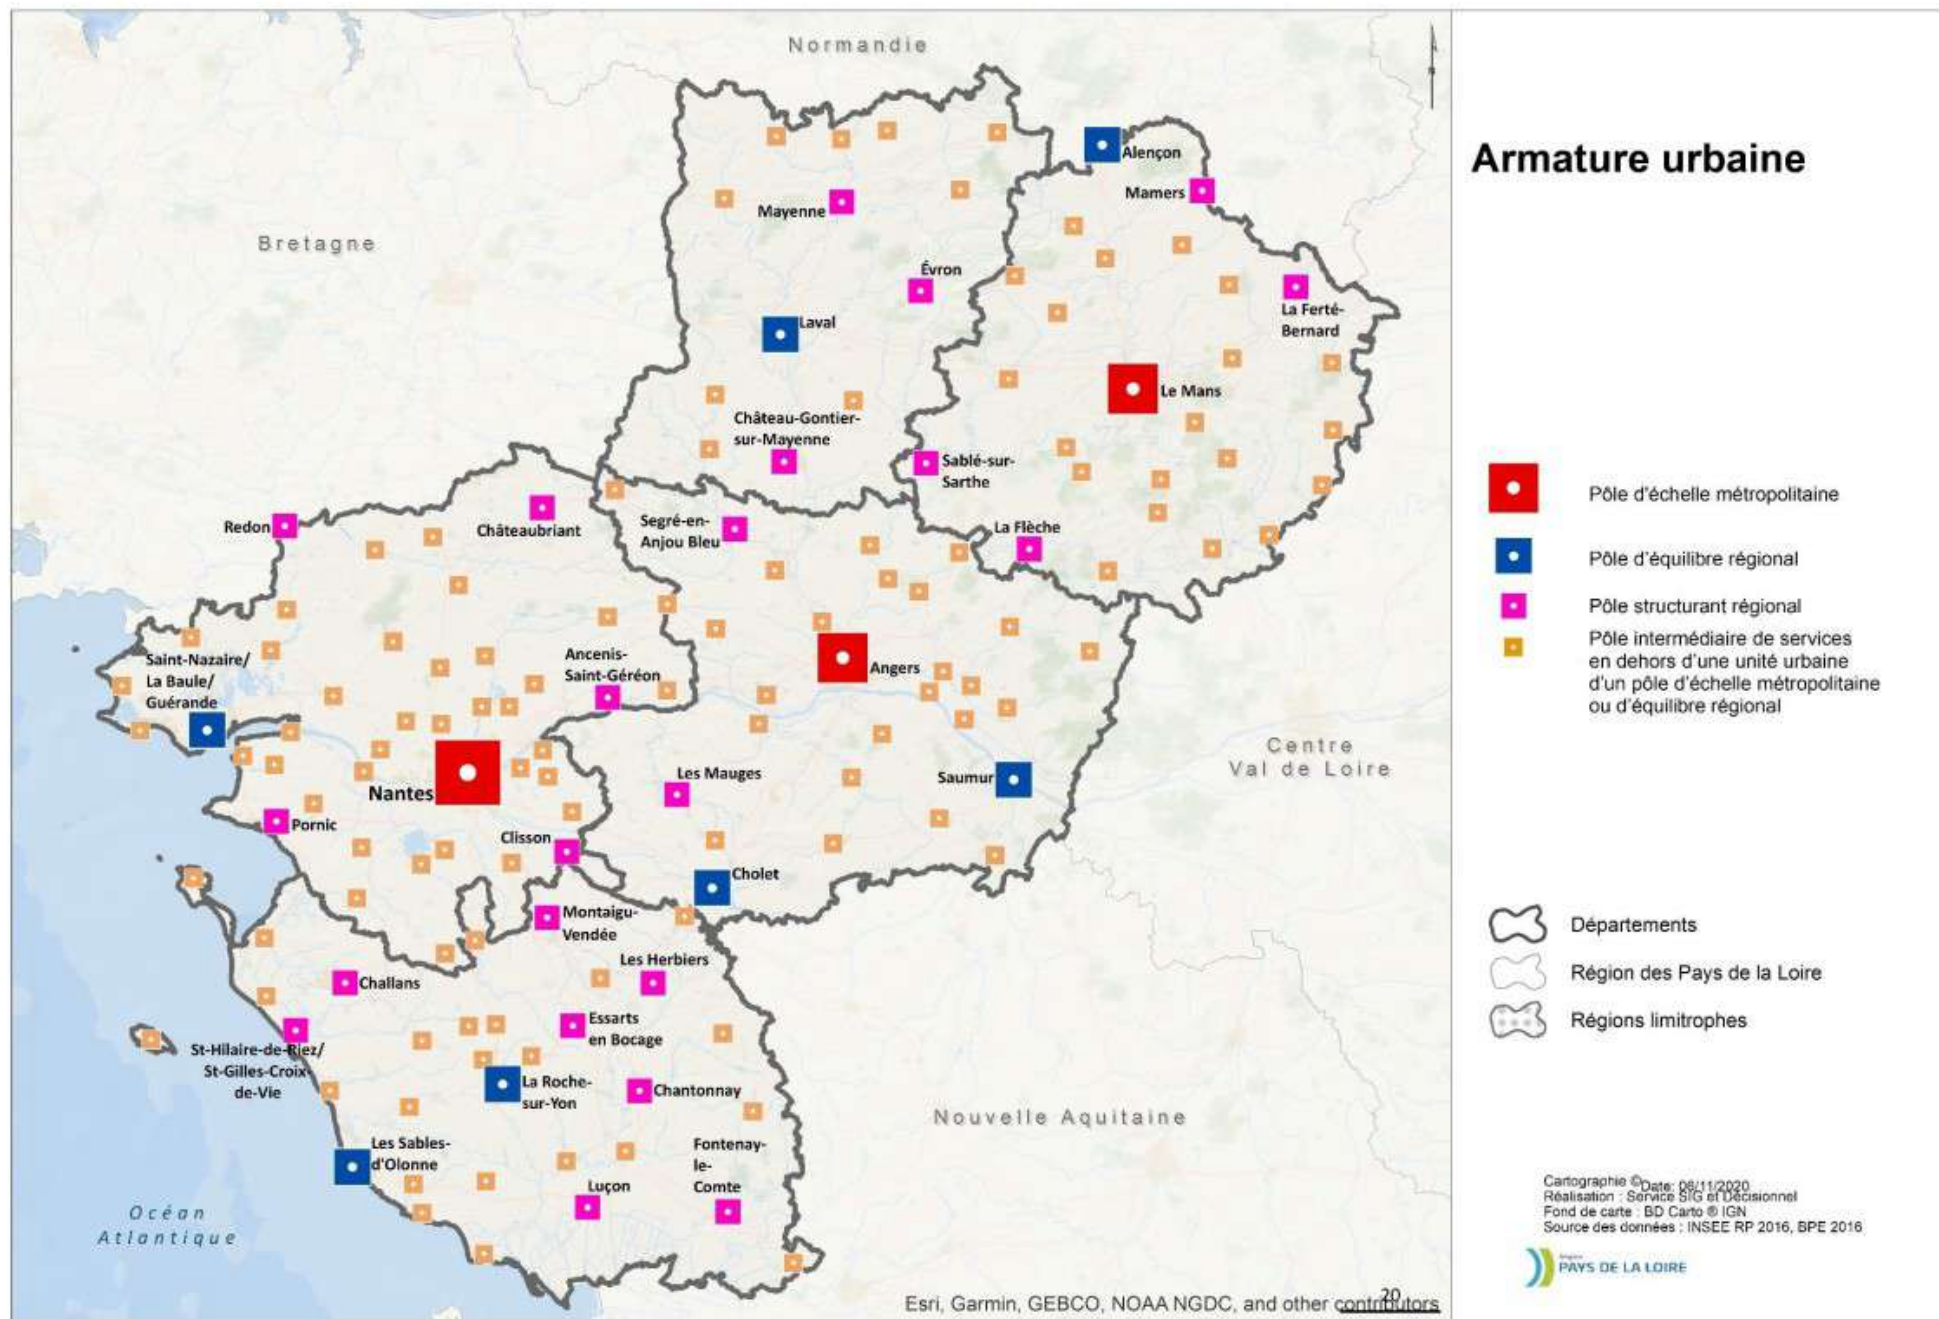 Normandie
Bretagne
Alençon
Mamers
Mayenne
Évron
La Ferté-
Bernard
Laval
Le Mans
Château-Gontier-
sur-Mayenne
Sablé-sur-
Sarthe
Redon
Châteaubriant
Segré-en-
Anjou Bleu
La Flèche
Saint-Nazaire/
La Baule/
Guérande
Ancenis-
Saint-Géréon
Angers
Centre
Val de Loire
Nantes
Les Mauges
Saumur
Pornic
Clisson
Cholet
Montaigu-
Vendée
Les Herbiers
Challans
Essarts
en Bocage
St-Hilaire-de-Riez/
St-Gilles-Croix-
de-Vie
La Roche-
sur-Yon
Chantonnay
Nouvelle Aquitaine
Les Sables-
d'Olonne
Fontenay-
le-
Comte
Luçon
Océan
Atlantique
Esri, Garmin, GEBCO, NOAA NGDC, and other contributors
20
N
Armature urbaine
Pôle d'échelle métropolitaine
Pôle d'équilibre régional
Pôle structurant régional
Pôle intermédiaire de services
en dehors d'une unité urbaine
d'un pôle d'échelle métropolitaine
ou d'équilibre régional
Départements
Région des Pays de la Loire
Régions limitrophes
Cartographie © Date: 06/11/2020
Réalisation : Service SIG et Décisionnel
Fond de carte : BD Carto ® IGN
Source des données : INSEE RP 2016, BPE 2016
Région
PAYS DE LA LOIRE